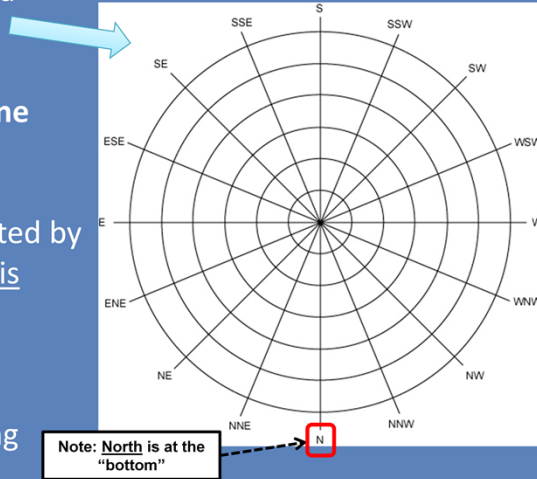 S
SSE
SSW
SE
SW
ne
ESE
WSW
E
W
ted by
is
ENE
WNW
NE
NW
NNE
NNW
g
N
Note: North is at the
“bottom”